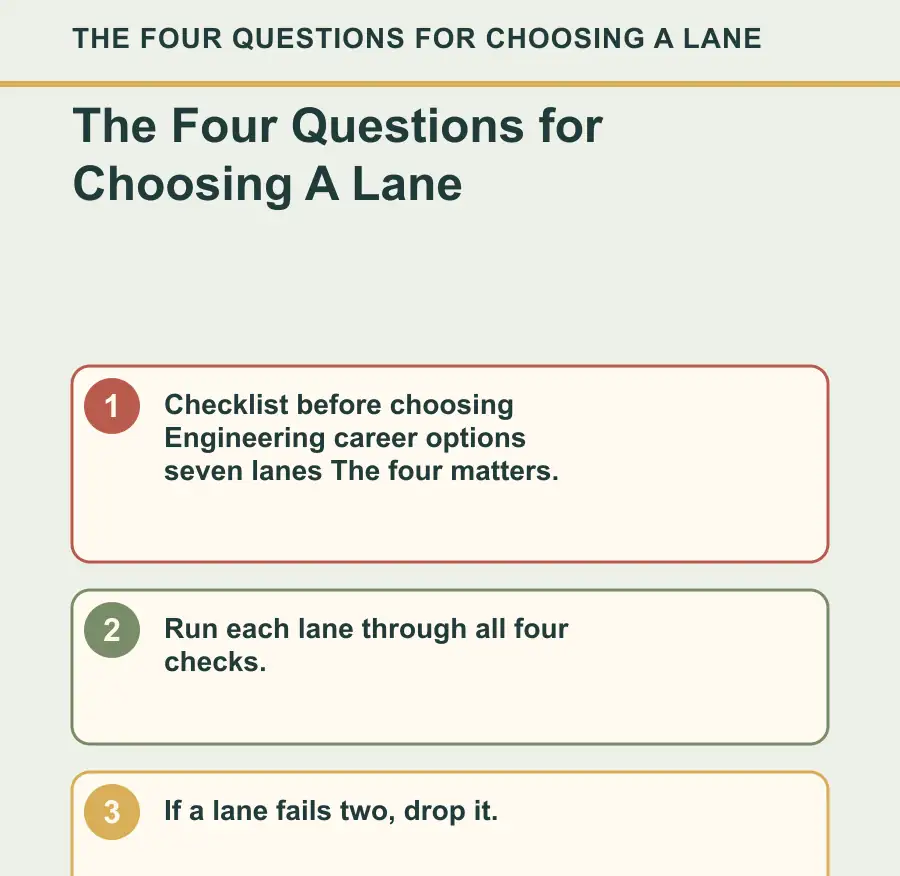 THE FOUR QUESTIONS FOR CHOOSING A LANE
The Four Questions for
Choosing A Lane
1
Checklist before choosing
Engineering career options
seven lanes The four matters.
2
Run each lane through all four
checks.
3
If a lane fails two, drop it.